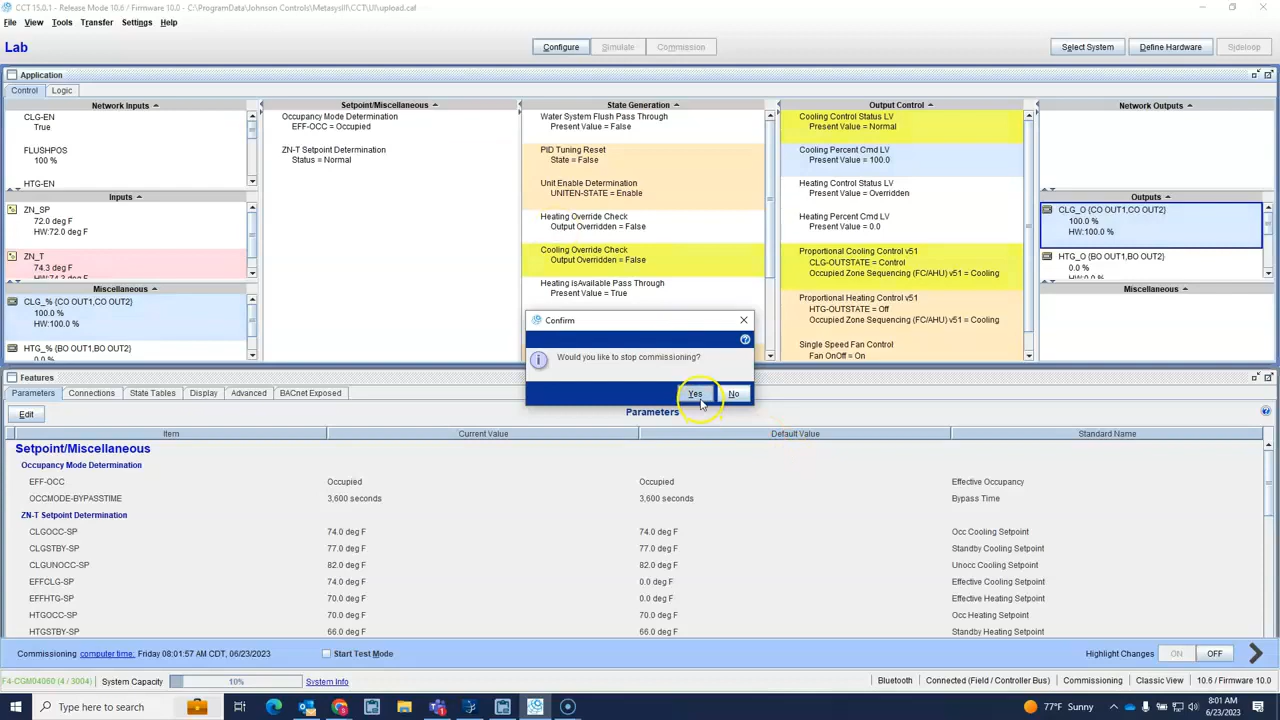 CCT 15.0.1 - Release Mode 10.6 / Firmware 10.0 - C:\ProgramData\Johnson Controls\MetasysIII\CCT\UI\upload.caf
File View Tools Transfer Settings Help
Lab
Configure Simulate Commission
Select System Define Hardware Sideloop
Application
Control Logic
Network Inputs
CLG-EN
True
FLUSHPOS
100 %
HTG-EN
Inputs
ZN_SP
72.0 deg F
HW:72.0 deg F
ZN_T
74.3 deg F
HW:74.3 deg F
Miscellaneous
CLG_% {CO OUT1,CO OUT2}
100.0 %
HW:100.0 %
HTG_% {BO OUT1,BO OUT2}
0.0 %
Setpoint/Miscellaneous
Occupancy Mode Determination
EFF-OCC = Occupied
ZN-T Setpoint Determination
Status = Normal
State Generation
Water System Flush Pass Through
Present Value = False
PID Tuning Reset
State = False
Unit Enable Determination
UNITEN-STATE = Enable
Heating Override Check
Output Overridden = False
Cooling Override Check
Output Overridden = False
Heating isAvailable Pass Through
Present Value = True
Output Control
Cooling Control Status LV
Present Value = Normal
Cooling Percent Cmd LV
Present Value = 100.0
Heating Control Status LV
Present Value = Overridden
Heating Percent Cmd LV
Present Value = 0.0
Proportional Cooling Control v51
CLG-OUTSTATE = Control
Occupied Zone Sequencing (FC/AHU) v51 = Cooling
Proportional Heating Control v51
HTG-OUTSTATE = Off
Occupied Zone Sequencing (FC/AHU) v51 = Cooling
Single Speed Fan Control
Fan OnOff = On
Network Outputs
Outputs
CLG_O {CO OUT1,CO OUT2}
100.0 %
HW:100.0 %
HTG_O {BO OUT1,BO OUT2}
0.0 %
Miscellaneous
Confirm
Would you like to stop commissioning?
Yes No
Features
Parameters Connections State Tables Display Advanced BACnet Exposed
Edit
Parameters
Item Current Value Default Value Standard Name
Setpoint/Miscellaneous
Occupancy Mode Determination
EFF-OCC Occupied Occupied Effective Occupancy
OCCMODE-BYPASSTIME 3,600 seconds 3,600 seconds Bypass Time
ZN-T Setpoint Determination
CLGOCC-SP 74.0 deg F 74.0 deg F Occ Cooling Setpoint
CLGSTBY-SP 77.0 deg F 77.0 deg F Standby Cooling Setpoint
CLGUNOCC-SP 82.0 deg F 82.0 deg F Unocc Cooling Setpoint
EFFCLG-SP 74.0 deg F 0.0 deg F Effective Cooling Setpoint
EFFHTG-SP 70.0 deg F 0.0 deg F Effective Heating Setpoint
HTGOCC-SP 70.0 deg F 70.0 deg F Occ Heating Setpoint
HTGSTBY-SP 66.0 deg F 66.0 deg F Standby Heating Setpoint
Commissioning computer time: Friday 08:01:57 AM CDT, 06/23/2023 Start Test Mode Highlight Changes ON OFF
F4-CGM04060 (4 / 3004) System Capacity 10% System Info Bluetooth Connected (Field / Controller Bus) Commissioning Classic View 10.6 / Firmware 10.0
Type here to search 77°F Sunny 8:01 AM
6/23/2023